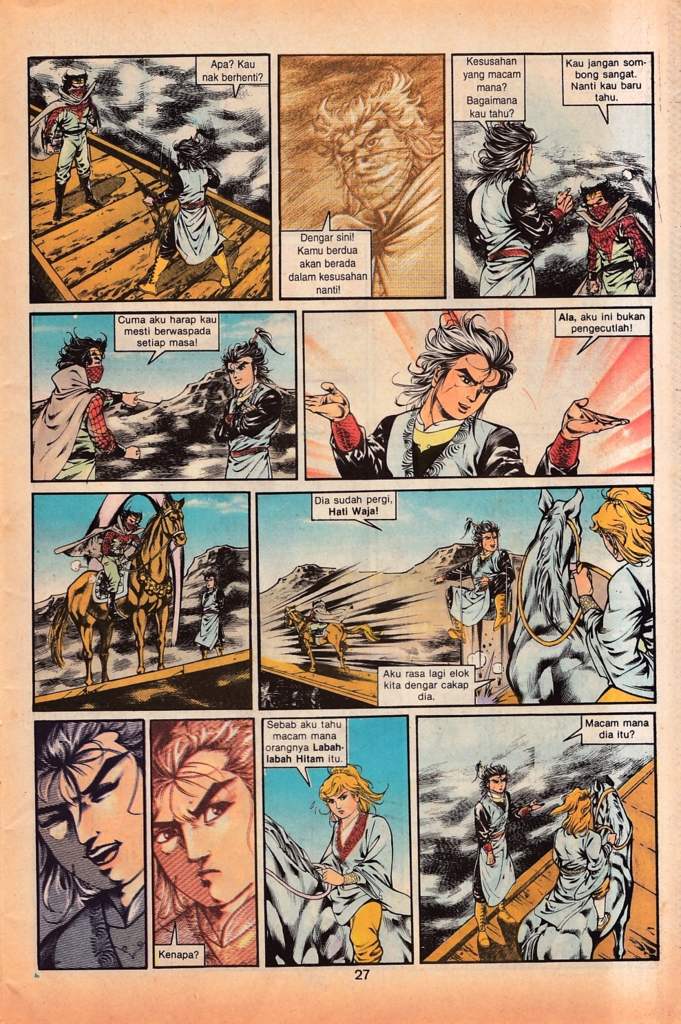 Apa? Kau
nak berhenti?
Dengar sini!
Kamu berdua
akan berada
dalam kesusahan
nanti!
Kesusahan
yang macam
mana?
Bagaimana
kau tahu?
Kau jangan som-
bong sangat.
Nanti kau baru
tahu.
Cuma aku harap kau
mesti berwaspada
setiap masa!
Ala, aku ini bukan
pengecutlah!
Dia sudah pergi,
Hati Waja!
Aku rasa lagi elok
kita dengar cakap
dia.
Kenapa?
Sebab aku tahu
macam mana
orangnya Labah-
labah Hitam itu.
Macam mana
dia itu?
27